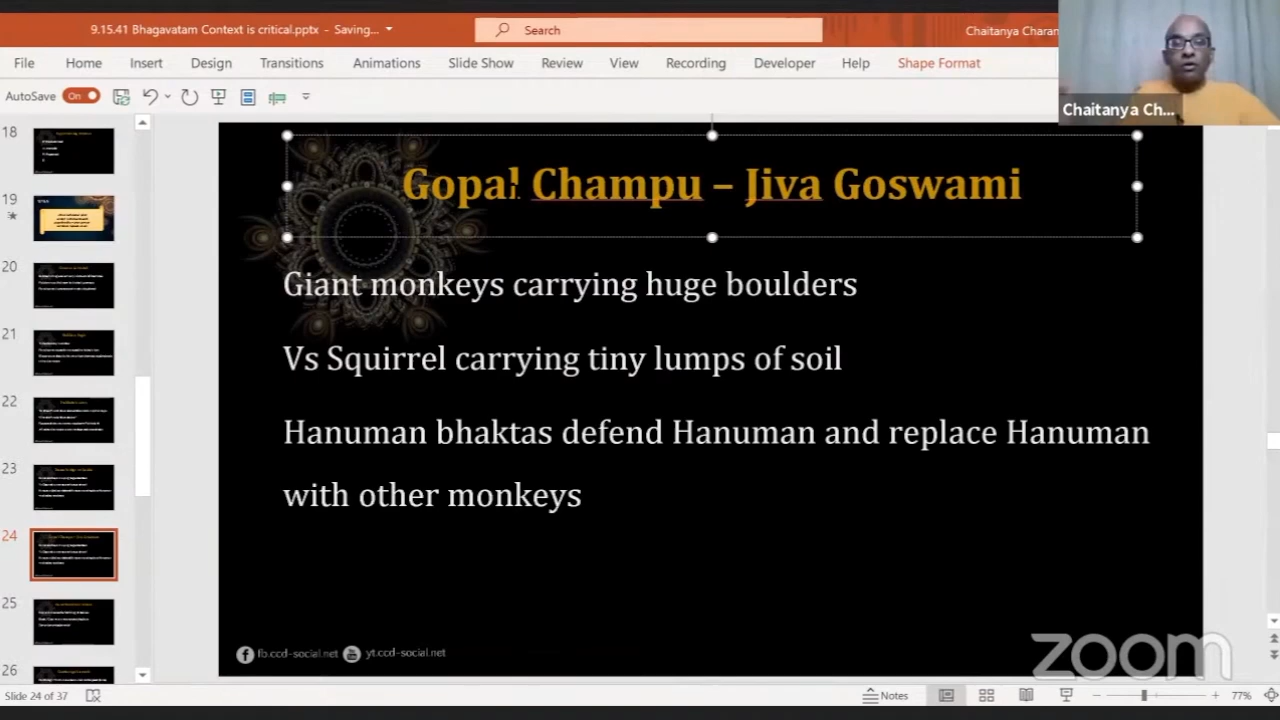 9.15.41 Bhagavatam Context is critical.pptx - Saving...
Search
Chaitanya Charan
File Home Insert Design Transitions Animations Slide Show Review View Recording Developer Help Shape Format
AutoSave On
Chaitanya Ch...
18
19
20
21
22
23
24
25
26
Gopal Champu – Jiva Goswami
Giant monkeys carrying huge boulders
Vs Squirrel carrying tiny lumps of soil
Hanuman bhaktas defend Hanuman and replace Hanuman
with other monkeys
fb.ccd-social.net yt.ccd-social.net
zoom
Slide 24 of 37
Notes
77%